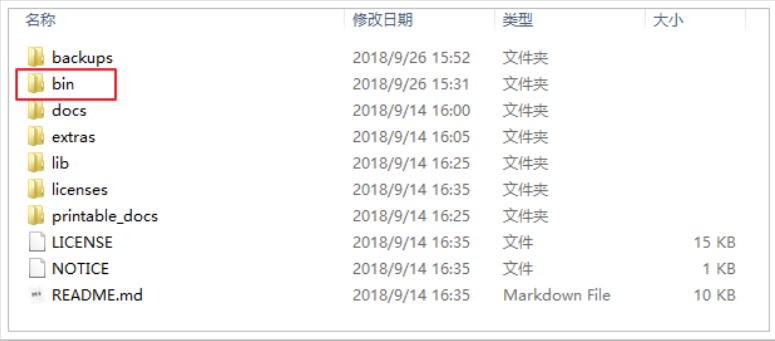 名称 修改日期 类型 大小
backups 2018/9/26 15:52 文件夹
bin 2018/9/26 15:31 文件夹
docs 2018/9/14 16:00 文件夹
extras 2018/9/14 16:05 文件夹
lib 2018/9/14 16:25 文件夹
licenses 2018/9/14 16:35 文件夹
printable_docs 2018/9/14 16:25 文件夹
LICENSE 2018/9/14 16:35 文件 15 KB
NOTICE 2018/9/14 16:35 文件 1 KB
README.md 2018/9/14 16:35 Markdown File 10 KB